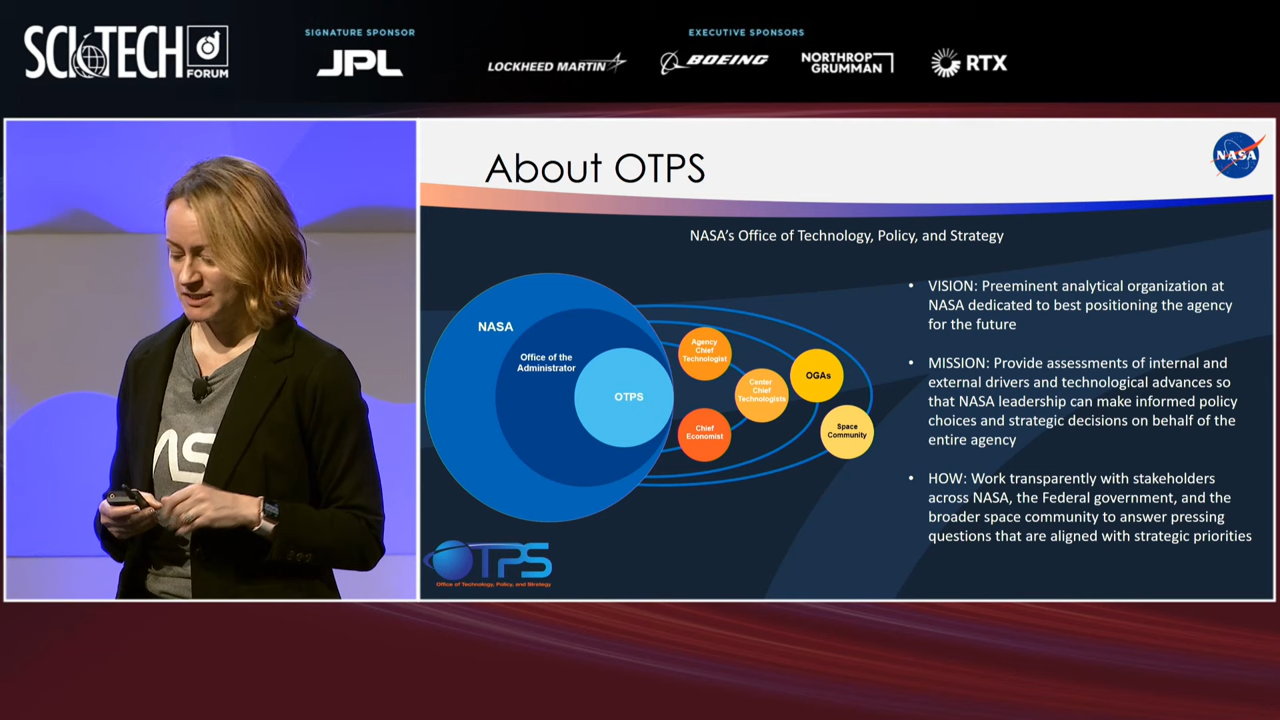 SCITECH
FORUM
SIGNATURE SPONSOR
JPL
EXECUTIVE SPONSORS
LOCKHEED MARTIN
BOEING
NORTHROP
GRUMMAN
RTX
About OTPS
NASA
NASA's Office of Technology, Policy, and Strategy
NASA
Office of the
Administrator
OTPS
Agency
Chief
Technologist
Center
Chief
Technologists
Chief
Economist
OGAs
Space
Community
• VISION: Preeminent analytical organization at
NASA dedicated to best positioning the agency
for the future
• MISSION: Provide assessments of internal and
external drivers and technological advances so
that NASA leadership can make informed policy
choices and strategic decisions on behalf of the
entire agency
• HOW: Work transparently with stakeholders
across NASA, the Federal government, and the
broader space community to answer pressing
questions that are aligned with strategic priorities
OTPS
Office of Technology, Policy, and Strategy